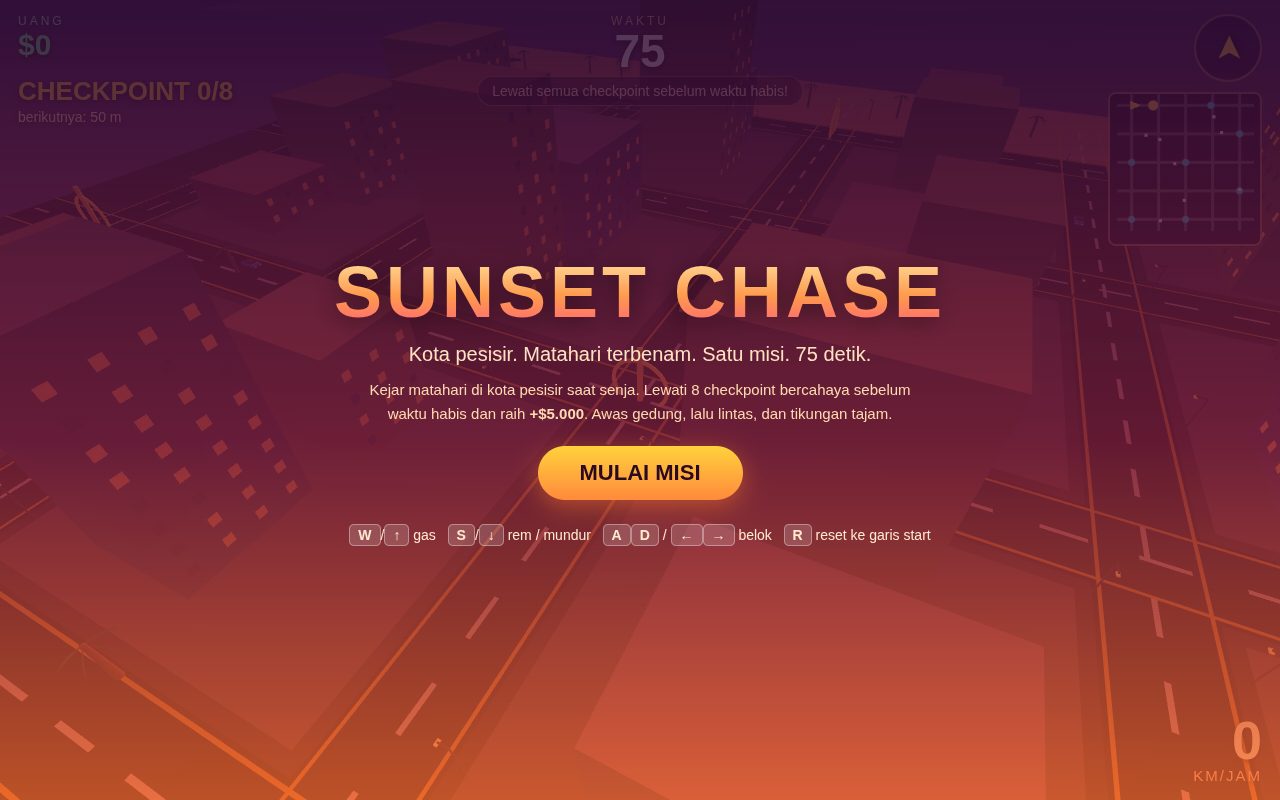 UANG
$0
CHECKPOINT 0/8
berikutnya: 50 m
WAKTU
75
Lewati semua checkpoint sebelum waktu habis!
SUNSET CHASE
Kota pesisir. Matahari terbenam. Satu misi. 75 detik.
Kejar matahari di kota pesisir saat senja. Lewati 8 checkpoint bercahaya sebelum
waktu habis dan raih +$5.000. Awas gedung, lalu lintas, dan tikungan tajam.
MULAI MISI
W/↑ gas S/↓ rem / mundur A D / ← → belok R reset ke garis start
0
KM/JAM